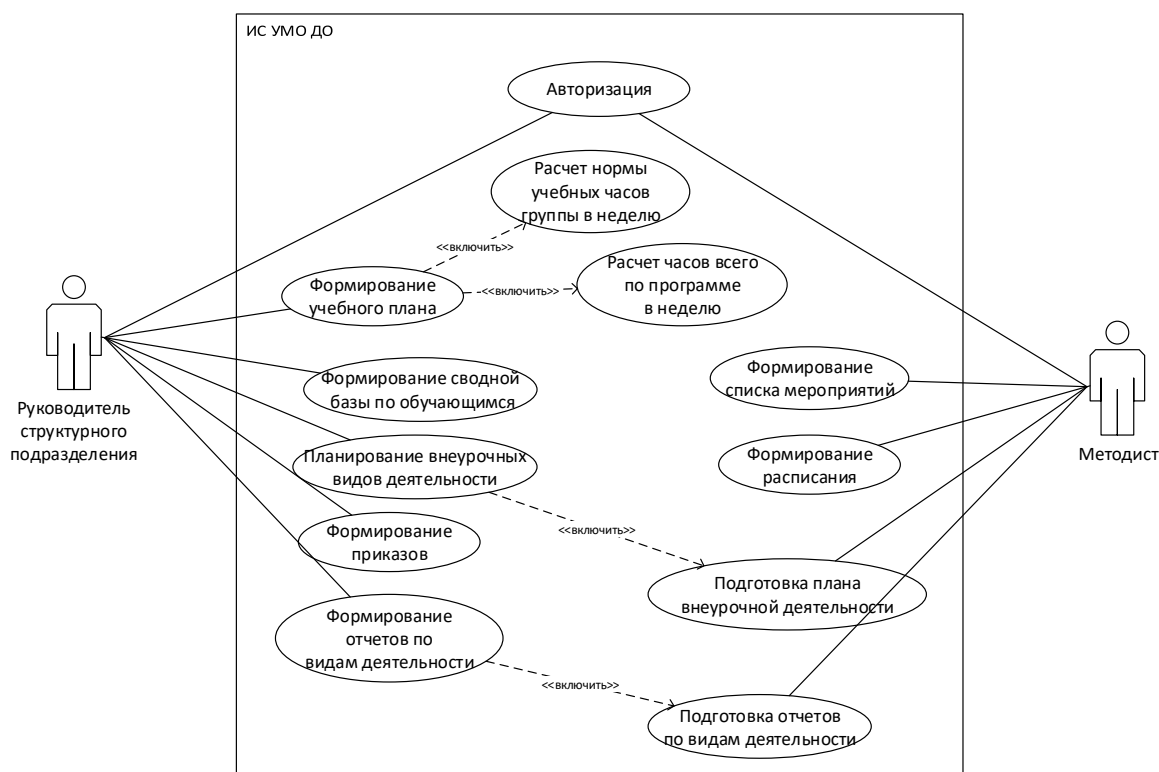 ИС УМО ДО
Авторизация
Расчет нормы
учебных часов
группы в неделю
<<включить>>
Расчет часов всего
по программе
в неделю
<<включить>>
Формирование
учебного плана
Формирование
списка мероприятий
Формирование сводной
базы по обучающимся
Руководитель
структурного
подразделения
Планирование внеурочных
видов деятельности
Формирование
расписания
Методист
<<включить>>
Формирование
приказов
Подготовка плана
внеурочной деятельности
Формирование
отчетов по
видам деятельности
<<включить>>
Подготовка отчетов
по видам деятельности